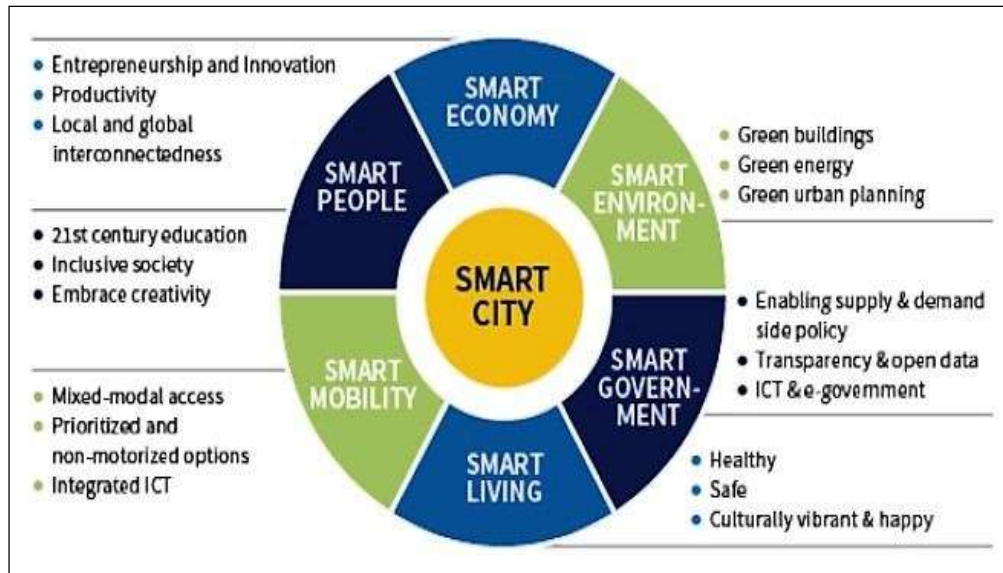 SMART
ECONOMY
Entrepreneurship and Innovation
Productivity
Local and global
interconnectedness
SMART
ENVIRON-
MENT
Green buildings
Green energy
Green urban planning
SMART
PEOPLE
21st century education
Inclusive society
Embrace creativity
SMART
CITY
SMART
GOVERN-
MENT
Enabling supply & demand
side policy
Transparency & open data
ICT & e-government
SMART
MOBILITY
Mixed-modal access
Prioritized and
non-motorized options
Integrated ICT
SMART
LIVING
Healthy
Safe
Culturally vibrant & happy